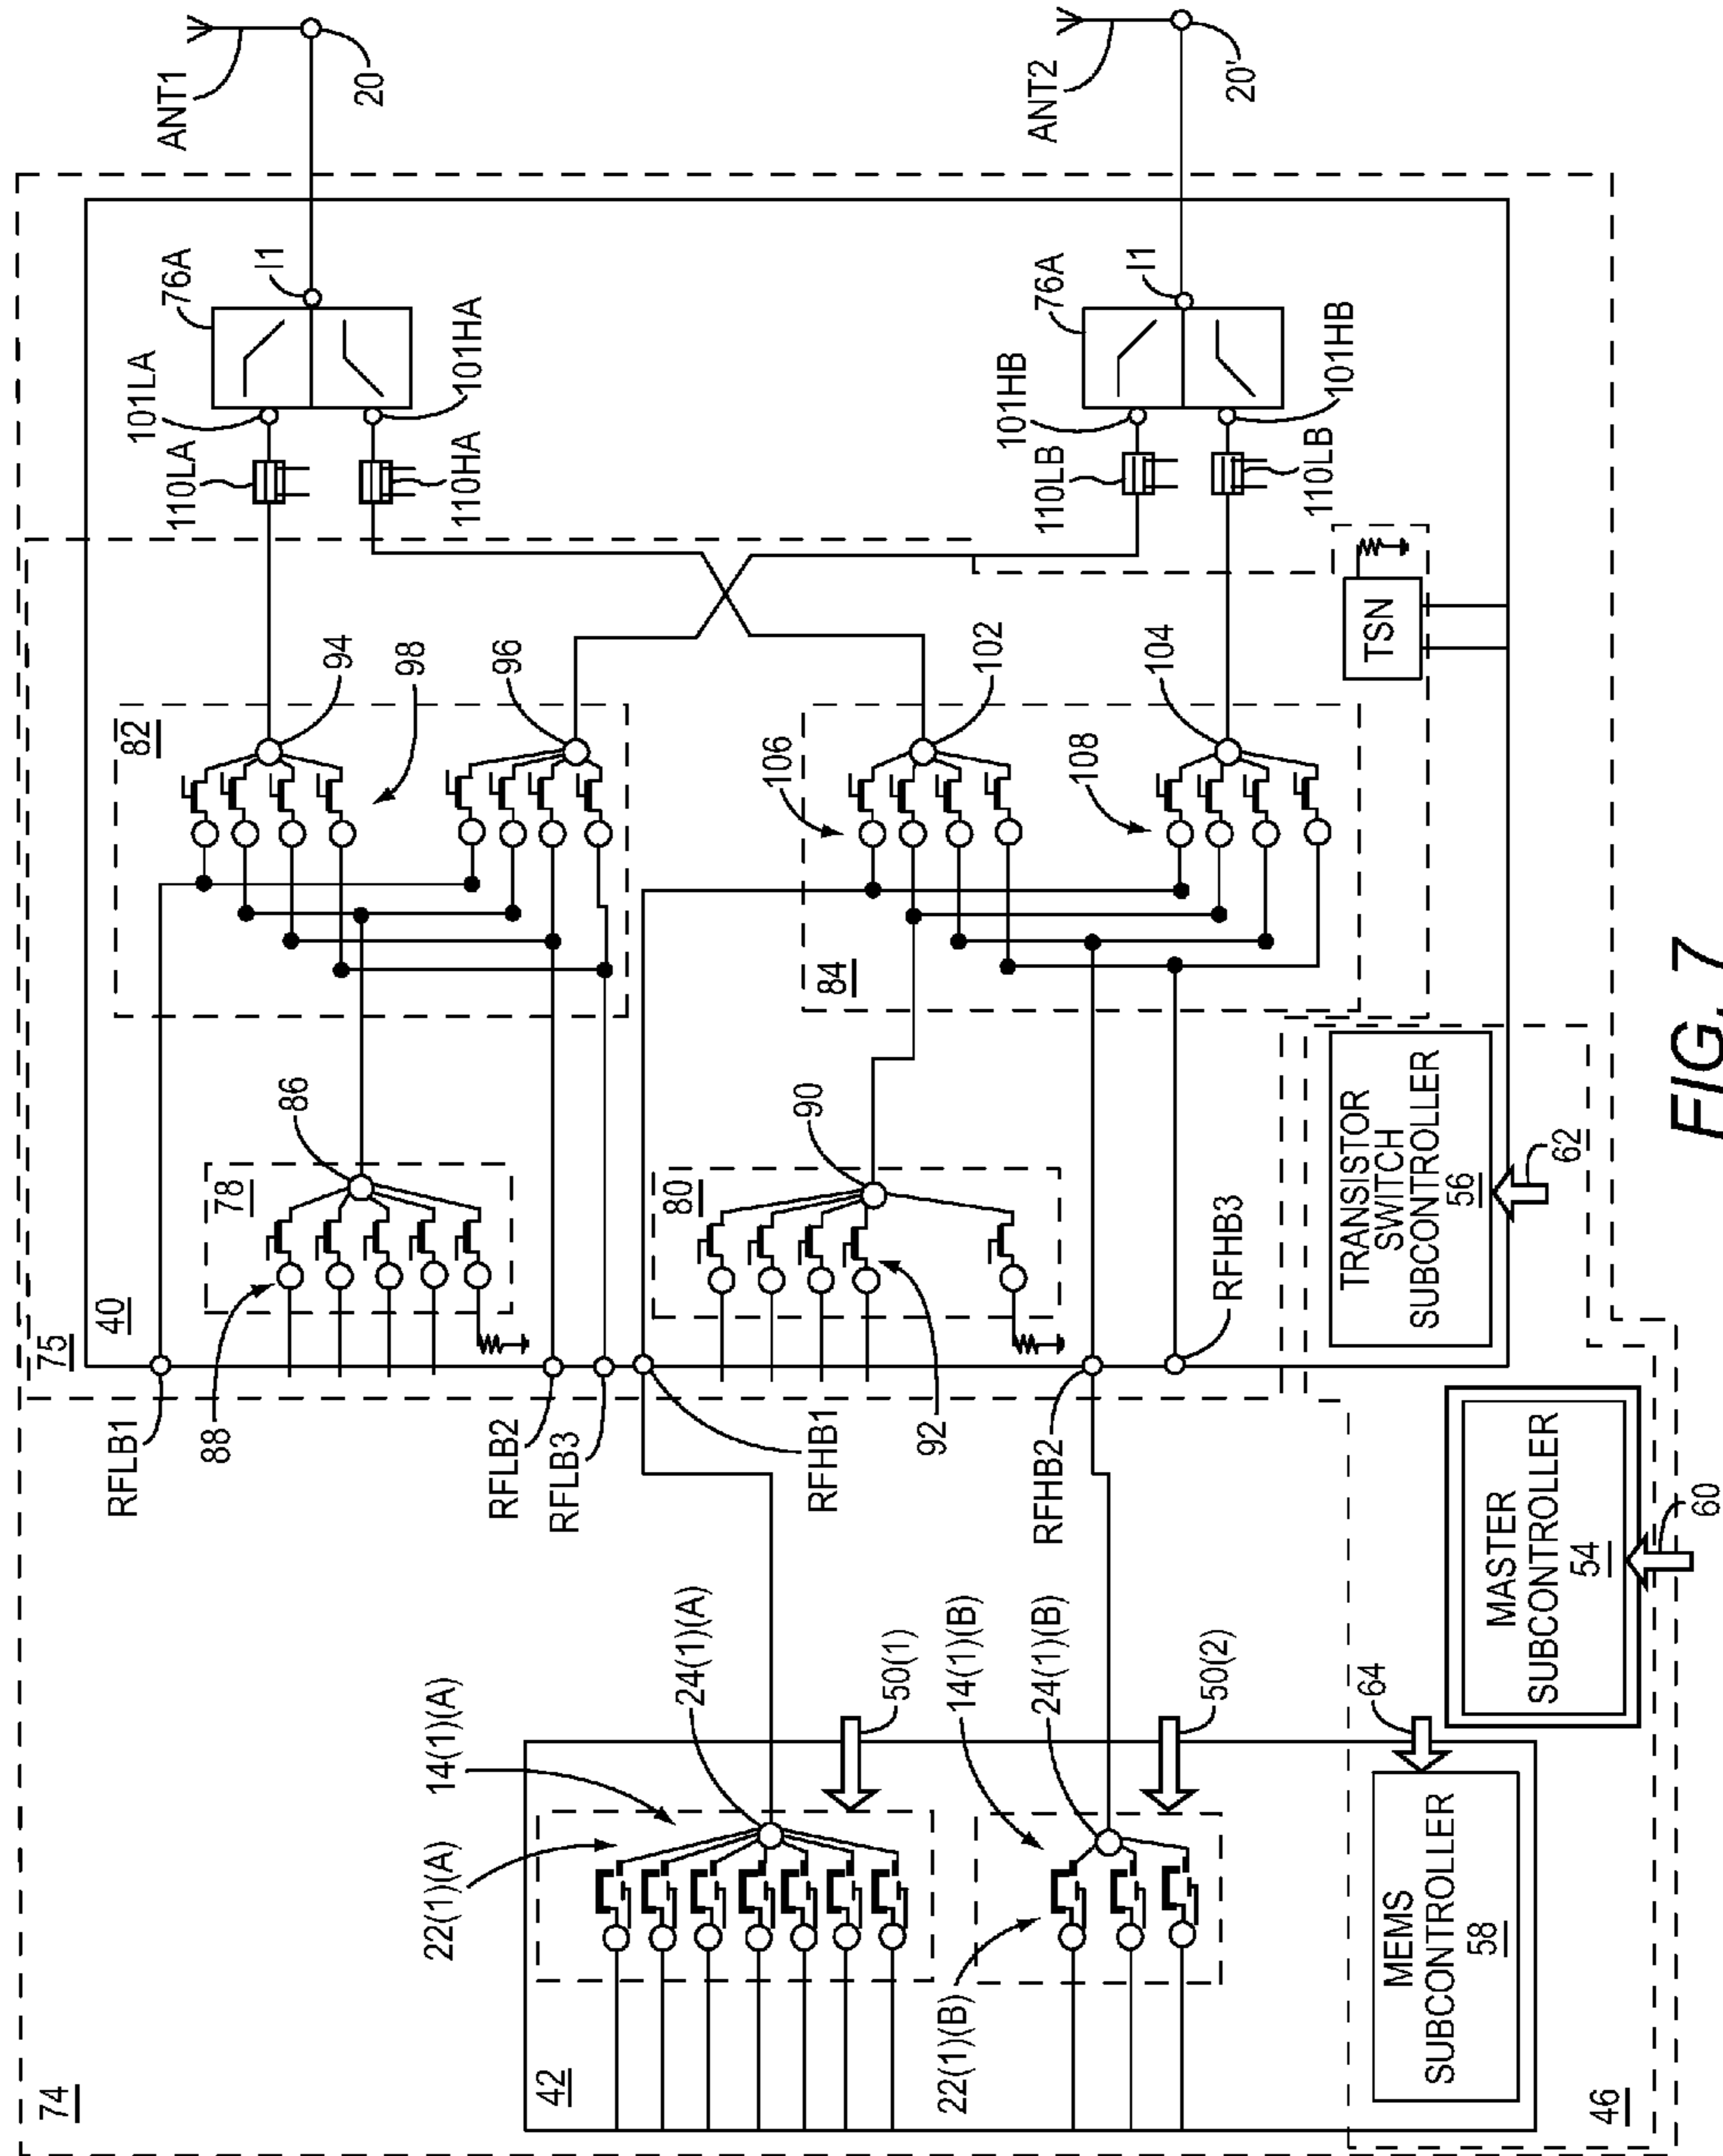 ANT1
20
ANT2
20'
76A
I1
101LA
101HA
110LA
110HA
76A
I1
101HB
101HB
110LB
110LB
94
98
96
82
102
104
106
108
84
TSN
86
78
88
90
80
92
75
40
RFLB1
RFLB2
RFLB3
RFHB1
RFHB2
RFHB3
TRANSISTOR
SWITCH
SUBCONTROLLER
56
62
MASTER
SUBCONTROLLER
54
60
22(1)(A)
14(1)(A)
24(1)(A)
50(1)
22(1)(B)
14(1)(B)
24(1)(B)
50(2)
64
MEMS
SUBCONTROLLER
58
74
42
46
FIG. 7